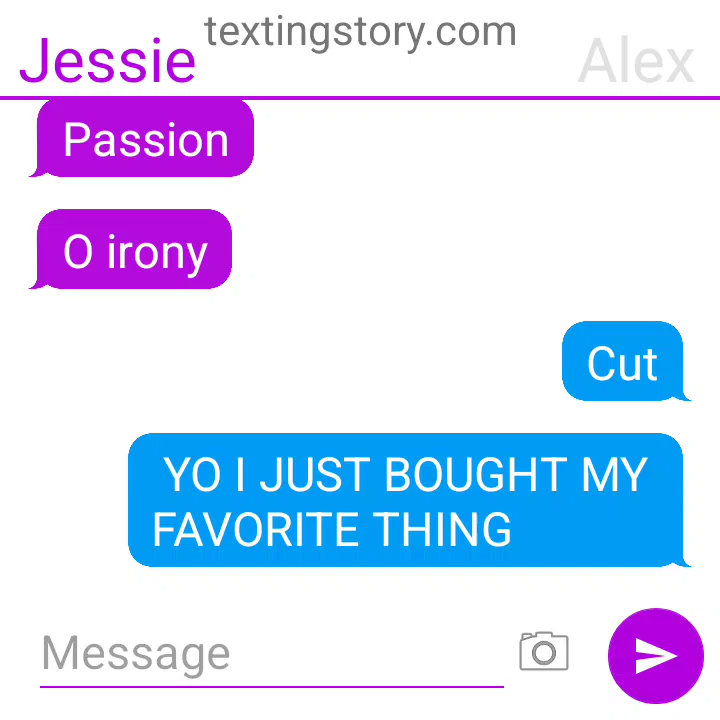 textingstory.com
Jessie
Alex
Passion
O irony
Cut
YO I JUST BOUGHT MY
FAVORITE THING
Message